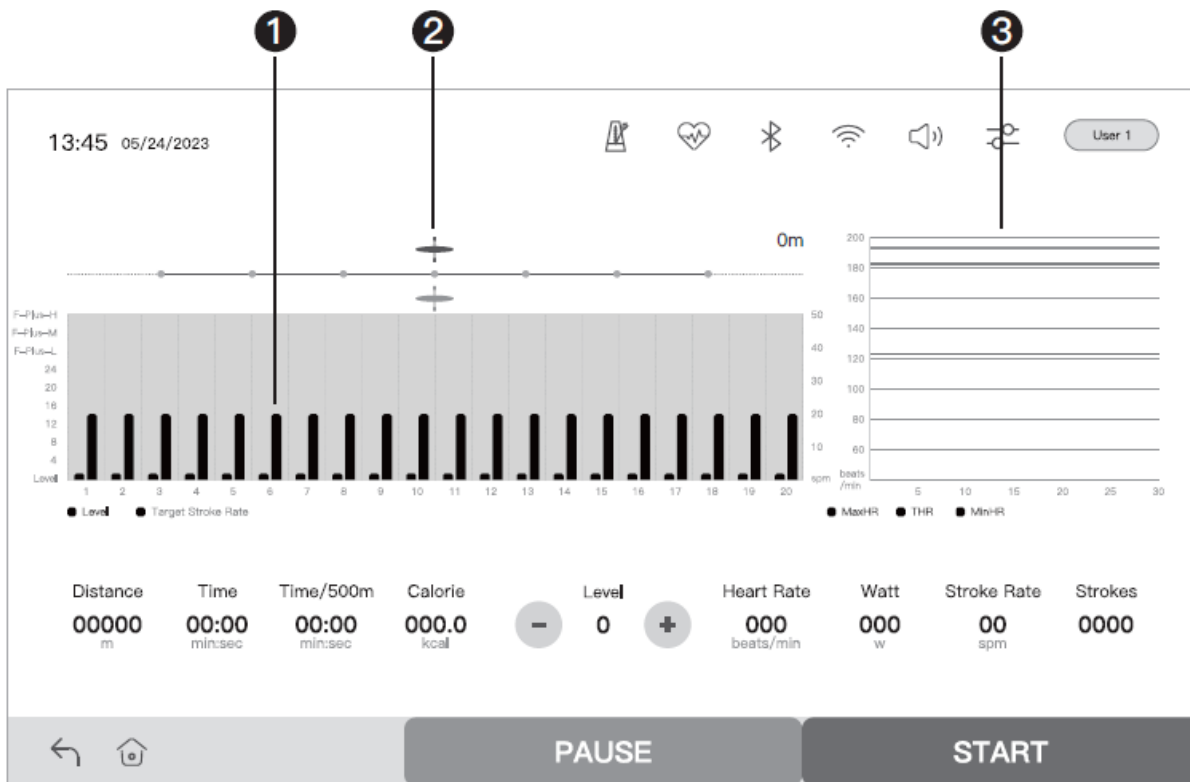 1 2 3
13:45 05/24/2023
User 1
0m
F-Plus-H
F-Plus-M
F-Plus-L
24
20
16
12
8
4
Level
50
40
30
20
10
spm
1 2 3 4 5 6 7 8 9 10 11 12 13 14 15 16 17 18 19 20
Level Target Stroke Rate
200
180
160
140
120
100
80
60
beats
/min
5 10 15 20 25 30
MaxHR THR MinHR
Distance Time Time/500m Calorie Level Heart Rate Watt Stroke Rate Strokes
00000 00:00 00:00 000.0 - 0 + 000 000 00 0000
m min:sec min:sec kcal beats/min w spm
PAUSE START